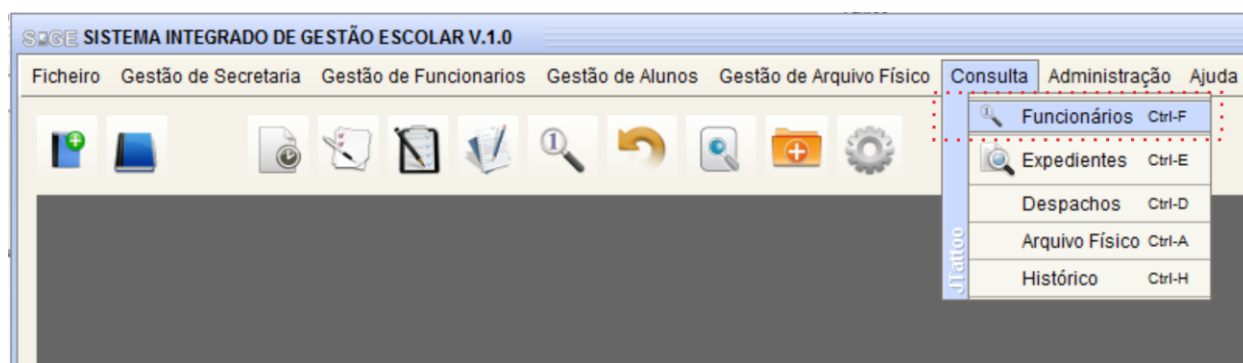 SIGE SISTEMA INTEGRADO DE GESTÃO ESCOLAR V.1.0
Ficheiro Gestão de Secretaria Gestão de Funcionarios Gestão de Alunos Gestão de Arquivo Físico Consulta Administração Ajuda
Funcionários Ctrl-F
Expedientes Ctrl-E
Despachos Ctrl-D
Arquivo Físico Ctrl-A
Histórico Ctrl-H
JTattoo